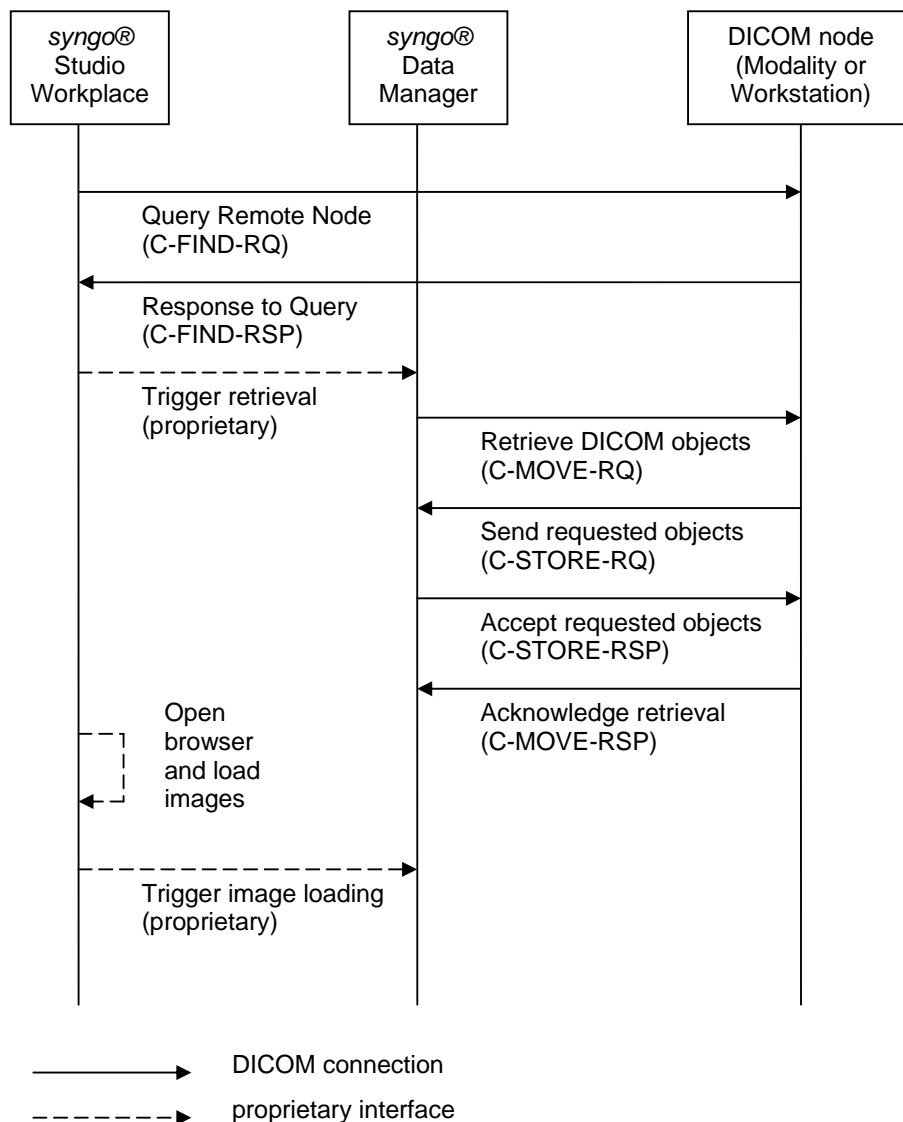 syngo®
Studio
Workplace
syngo®
Data
Manager
DICOM node
(Modality or
Workstation)
Query Remote Node
(C-FIND-RQ)
Response to Query
(C-FIND-RSP)
Trigger retrieval
(proprietary)
Retrieve DICOM objects
(C-MOVE-RQ)
Send requested objects
(C-STORE-RQ)
Accept requested objects
(C-STORE-RSP)
Acknowledge retrieval
(C-MOVE-RSP)
Open
browser
and load
images
Trigger image loading
(proprietary)
DICOM connection
proprietary interface